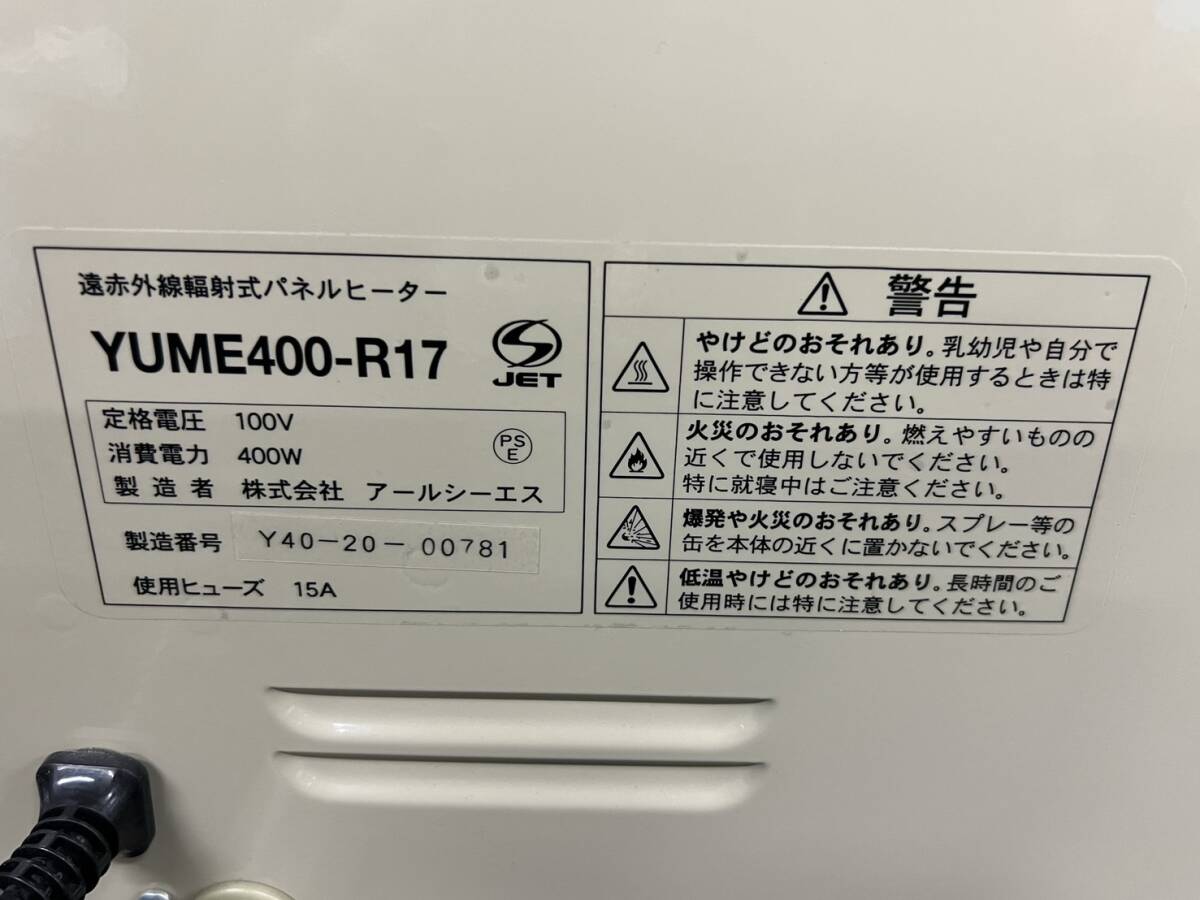 遠赤外線輻射式パネルヒーター
YUME400-R17
JET
定格電圧 100V
消費電力 400W
PS
E
製造者 株式会社 アールシーエス
製造番号 Y40-20-00781
使用ヒューズ 15A
警告
やけどのおそれあり。乳幼児や自分で
操作できない方等が使用するときは特
に注意してください。
火災のおそれあり。燃えやすいものの
近くで使用しないでください。
特に就寝中はご注意ください。
爆発や火災のおそれあり。スプレー等の
缶を本体の近くに置かないでください。
低温やけどのおそれあり。長時間のご
使用時には特に注意してください。